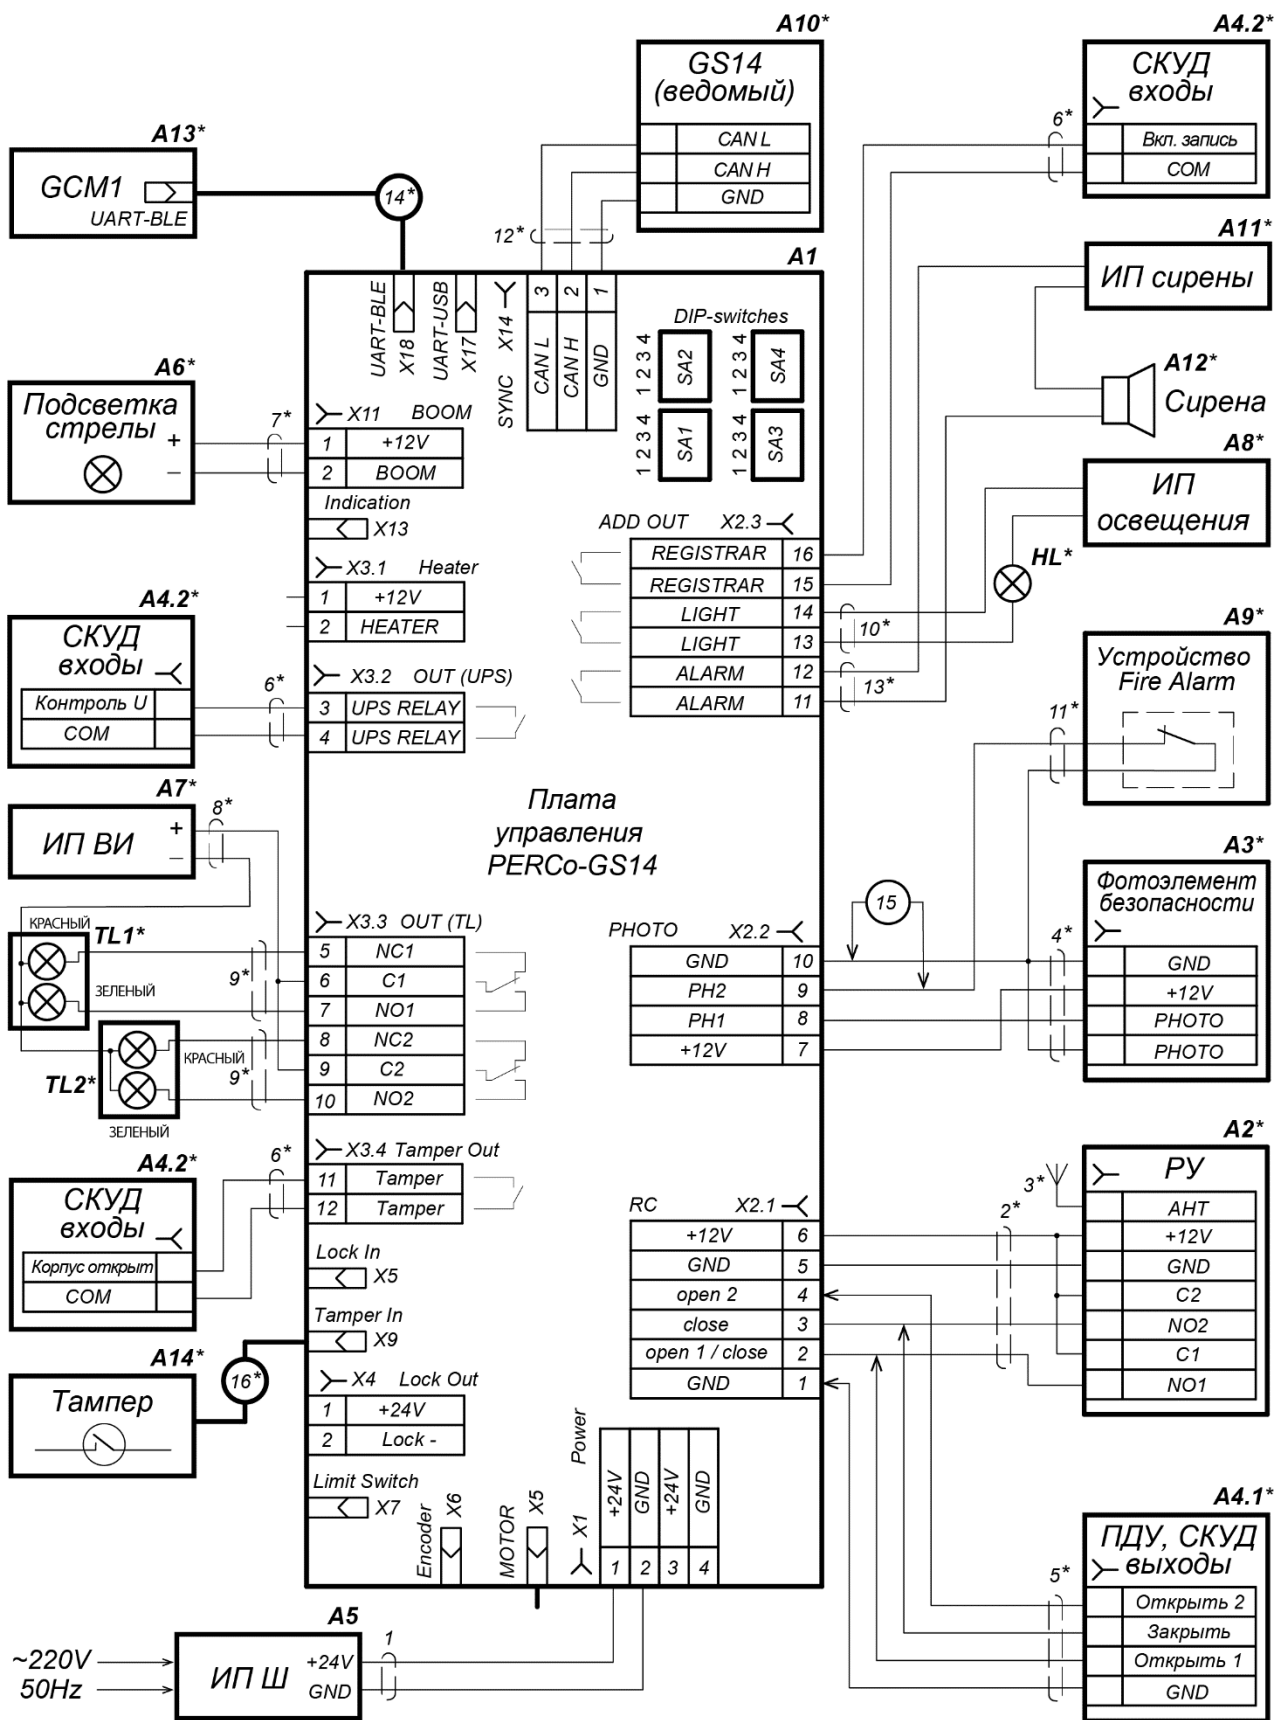 A10*
GS14
(ведомый)
CAN L
CAN H
GND
12*
A4.2*
СКУД
входы
6*
Вкл. запись
COM
A13*
GCM1
UART-BLE
14*
A11*
ИП сирены
A12*
Сирена
A1
UART-BLE
X18
UART-USB
X17
SYNC X14
3 2 1
CAN L
CAN H
GND
DIP-switches
1 2 3 4
SA2
1 2 3 4
SA4
1 2 3 4
SA1
1 2 3 4
SA3
A6*
Подсветка
стрелы
+
–
7*
X11 BOOM
1 +12V
2 BOOM
Indication
X13
X3.1 Heater
1 +12V
2 HEATER
A8*
ИП
освещения
HL*
ADD OUT X2.3
REGISTRAR 16
REGISTRAR 15
LIGHT 14
LIGHT 13
ALARM 12
ALARM 11
10*
13*
A4.2*
СКУД
входы
Контроль U
COM
6*
X3.2 OUT (UPS)
3 UPS RELAY
4 UPS RELAY
A9*
Устройство
Fire Alarm
11*
A7*
ИП ВИ
+
–
8*
Плата
управления
PERCo-GS14
A3*
Фотоэлемент
безопасности
4*
GND
+12V
PHOTO
PHOTO
15
PHOTO X2.2
GND 10
PH2 9
PH1 8
+12V 7
КРАСНЫЙ
TL1*
ЗЕЛЕНЫЙ
9*
X3.3 OUT (TL)
5 NC1
6 C1
7 NO1
8 NC2
9 C2
10 NO2
КРАСНЫЙ
9*
TL2*
ЗЕЛЕНЫЙ
A4.2*
СКУД
входы
Корпус открыт
COM
6*
X3.4 Tamper Out
11 Tamper
12 Tamper
A2*
РУ
3*
2*
АНТ
+12V
GND
C2
NO2
C1
NO1
RC X2.1
+12V 6
GND 5
open 2 4
close 3
open 1 / close 2
GND 1
Lock In
X5
Tamper In
X9
A14*
Тампер
16*
X4 Lock Out
1 +24V
2 Lock -
Limit Switch
X7
Encoder
X6
MOTOR
X5
X1 Power
+24V
GND
+24V
GND
1 2 3 4
A4.1*
ПДУ, СКУД
выходы
5*
Открыть 2
Закрыть
Открыть 1
GND
~220V
50Hz
A5
ИП Ш
+24V
GND
1